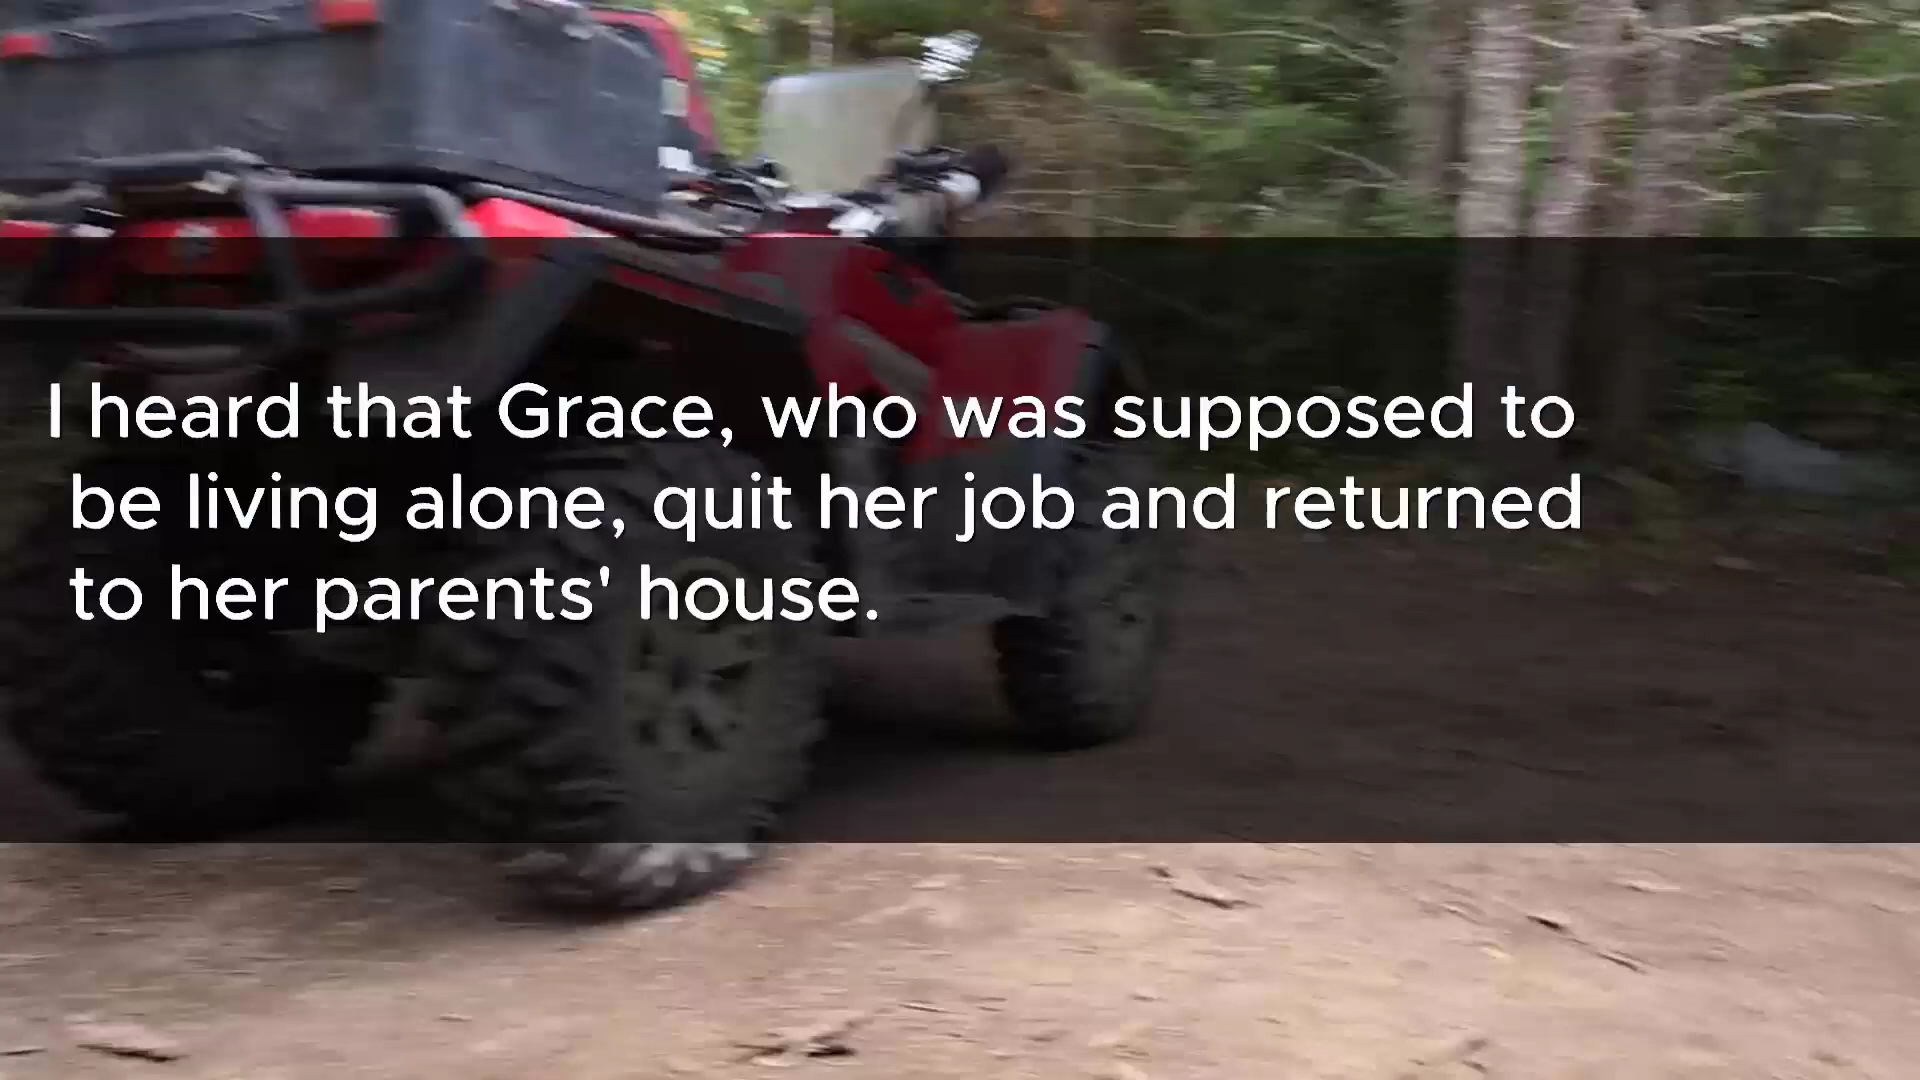 I heard that Grace, who was supposed to
be living alone, quit her job and returned
to her parents' house.